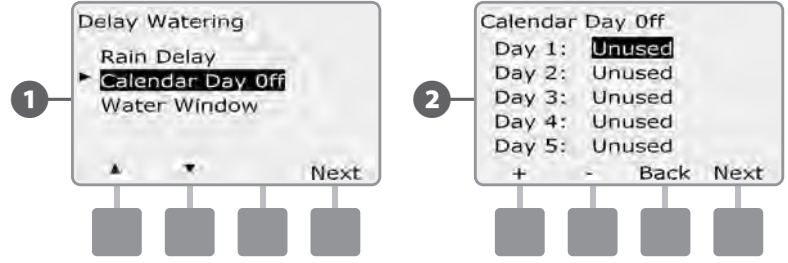 1
Delay Watering
Rain Delay
► Calendar Day Off
Water Window
▲ ▼ Next
2
Calendar Day Off
Day 1: Unused
Day 2: Unused
Day 3: Unused
Day 4: Unused
Day 5: Unused
+ - Back Next